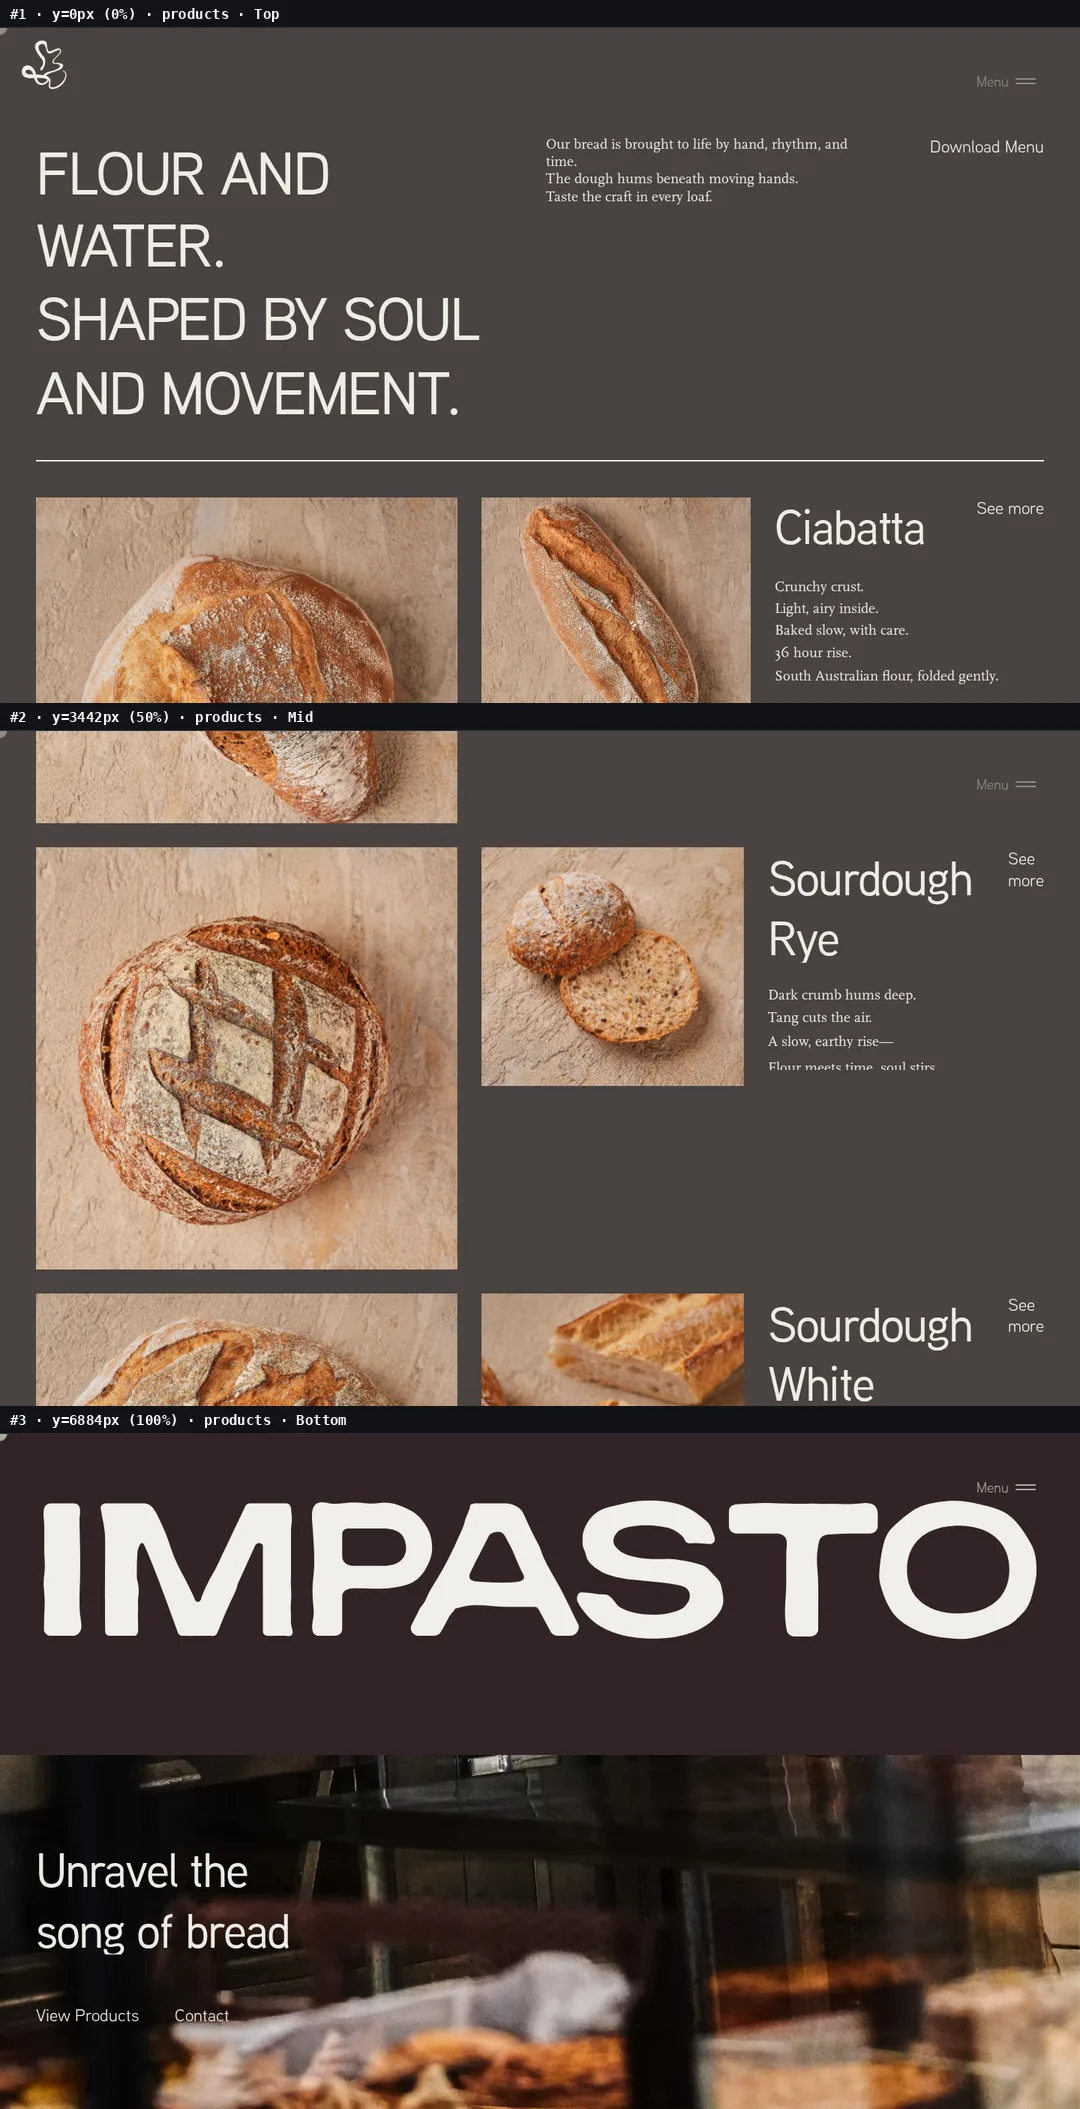 #1 · y=0px (0%) · products · Top
Menu
FLOUR AND
WATER.
SHAPED BY SOUL
AND MOVEMENT.
Our bread is brought to life by hand, rhythm, and
time.
The dough hums beneath moving hands.
Taste the craft in every loaf.
Download Menu
Ciabatta
See more
Crunchy crust.
Light, airy inside.
Baked slow, with care.
36 hour rise.
South Australian flour, folded gently.
#2 · y=3442px (50%) · products · Mid
Menu
Sourdough
Rye
See
more
Dark crumb hums deep.
Tang cuts the air.
A slow, earthy rise—
Flour meets time, soul stirs
Sourdough
White
See
more
#3 · y=6884px (100%) · products · Bottom
Menu
IMPASTO
Unravel the
song of bread
View Products
Contact